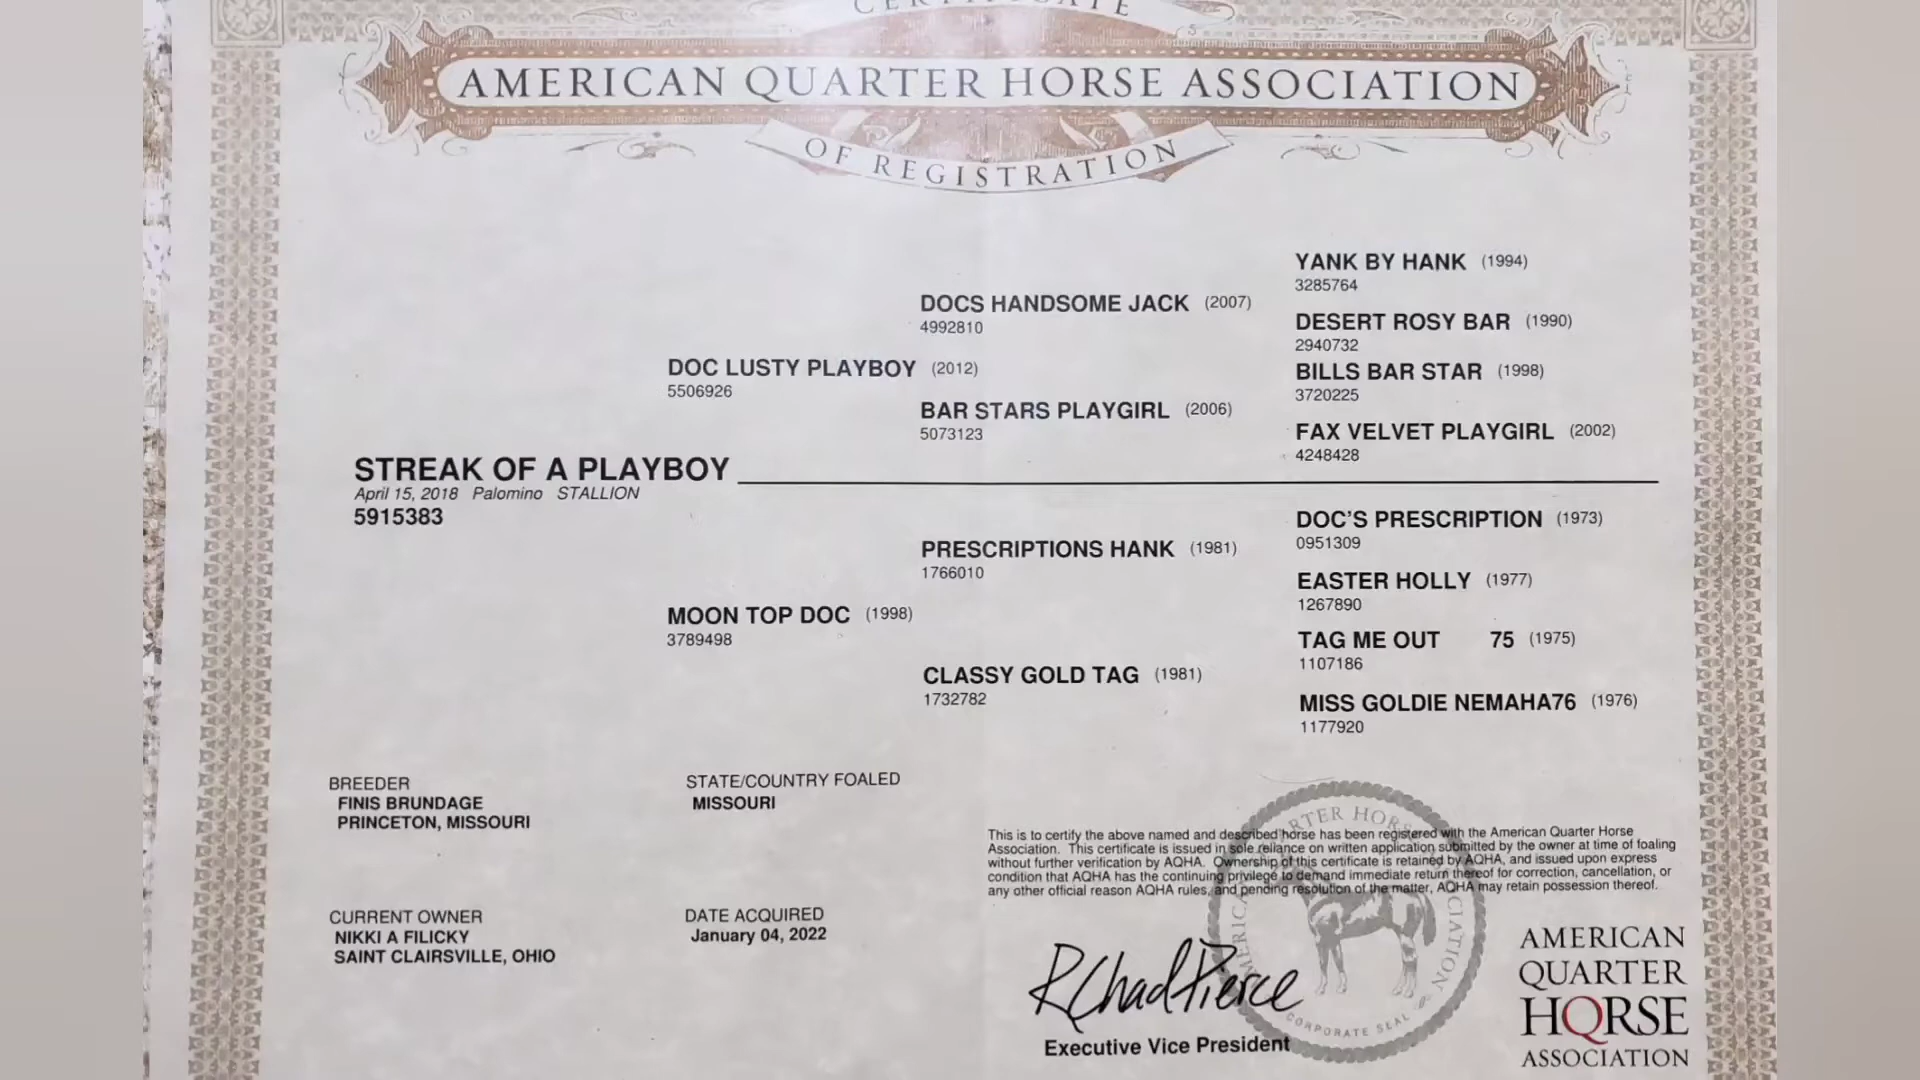 CERTIFICATE
AMERICAN QUARTER HORSE ASSOCIATION
OF REGISTRATION
YANK BY HANK (1994)
3285764
DOCS HANDSOME JACK (2007)
4992810
DESERT ROSY BAR (1990)
2940732
DOC LUSTY PLAYBOY (2012)
5506926
BILLS BAR STAR (1998)
3720225
BAR STARS PLAYGIRL (2006)
5073123
FAX VELVET PLAYGIRL (2002)
4248428
STREAK OF A PLAYBOY
April 15, 2018 Palomino STALLION
5915383
DOC'S PRESCRIPTION (1973)
0951309
PRESCRIPTIONS HANK (1981)
1766010
EASTER HOLLY (1977)
1267890
MOON TOP DOC (1998)
3789498
TAG ME OUT 75 (1975)
1107186
CLASSY GOLD TAG (1981)
1732782
MISS GOLDIE NEMAHA76 (1976)
1177920
BREEDER
FINIS BRUNDAGE
PRINCETON, MISSOURI
STATE/COUNTRY FOALED
MISSOURI
This is to certify the above named and described horse has been registered with the American Quarter Horse
Association. This certificate is issued in sole reliance on written application submitted by the owner at time of foaling
without further verification by AQHA. Ownership of this certificate is retained by AQHA, and issued upon express
condition that AQHA has the continuing privilege to demand immediate return thereof for correction, cancellation, or
any other official reason AQHA rules, and pending resolution of the matter, AQHA may retain possession thereof.
CURRENT OWNER
NIKKI A FILICKY
SAINT CLAIRSVILLE, OHIO
DATE ACQUIRED
January 04, 2022
R Chad Pierce
Executive Vice President
AMERICAN QUARTER HORSE ASSOCIATION
CORPORATE SEAL
AMERICAN
QUARTER
HORSE
ASSOCIATION